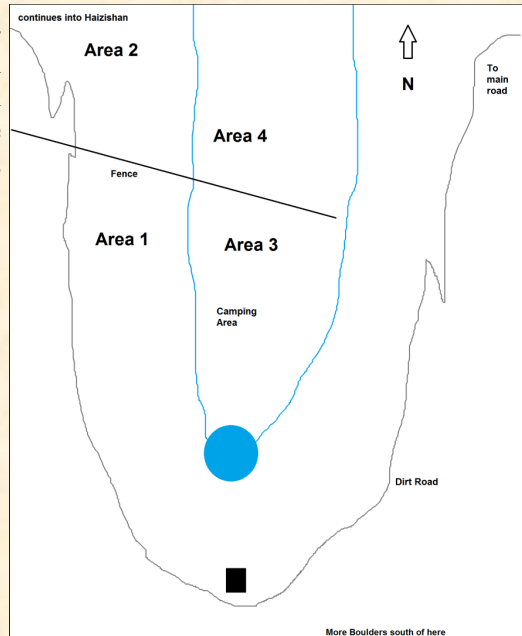 continues into Haizishan
Area 2
To
main
road
N
Area 4
Fence
Area 1
Area 3
Camping
Area
Dirt Road
More Boulders south of here